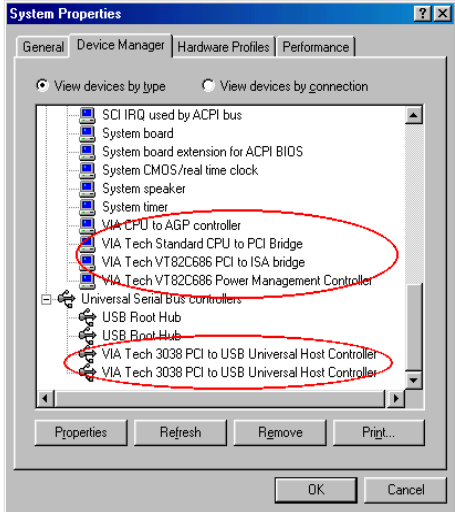 System Properties
General Device Manager Hardware Profiles Performance
View devices by type View devices by connection
SCI IRQ used by ACPI bus
System board
System board extension for ACPI BIOS
System CMOS/real time clock
System speaker
System timer
VIA CPU to AGP controller
VIA Tech Standard CPU to PCI Bridge
VIA Tech VT82C686 PCI to ISA bridge
VIA Tech VT82C686 Power Management Controller
Universal Serial Bus controllers
USB Root Hub
USB Root Hub
VIA Tech 3038 PCI to USB Universal Host Controller
VIA Tech 3038 PCI to USB Universal Host Controller
Properties Refresh Remove Print...
OK Cancel